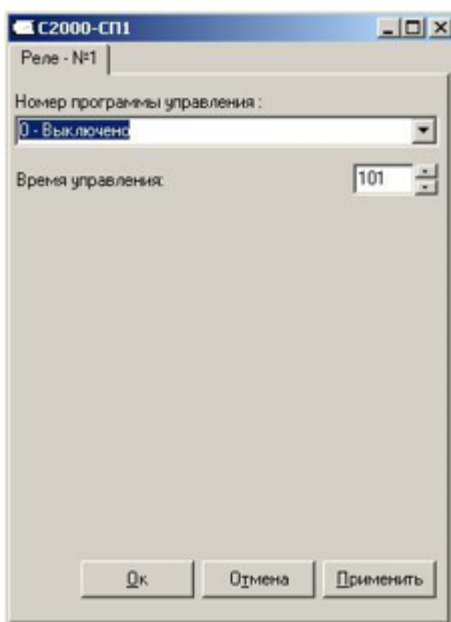 С2000-СП1
Реле - №1
Номер программы управления :
0 - Выключено
Время управления: 101
Ок Отмена Применить